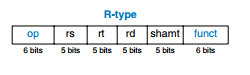 R-type
op rs rt rd shamt funct
6 bits 5 bits 5 bits 5 bits 5 bits 6 bits